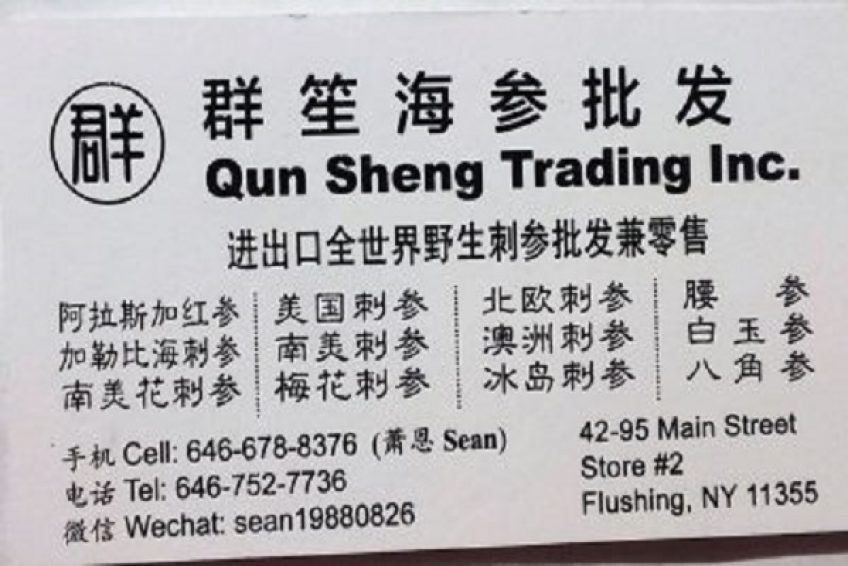 群
群笙海参批发
Qun Sheng Trading Inc.
进出口全世界野生刺参批发兼零售
阿拉斯加红参 美国刺参 北欧刺参 腰 参
加勒比海刺参 南美刺参 澳洲刺参 白玉参
南美花刺参 梅花刺参 冰岛刺参 八角参
手机 Cell: 646-678-8376 (萧恩 Sean)
电话 Tel: 646-752-7736
微信 Wechat: sean19880826
42-95 Main Street
Store #2
Flushing, NY 11355